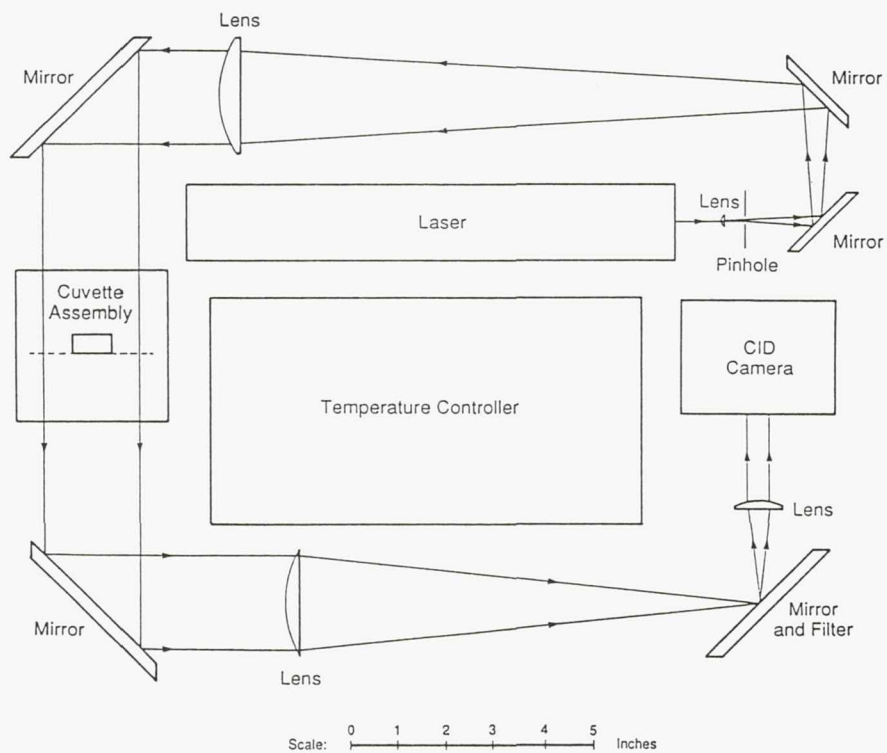 Lens
Mirror
Mirror
Laser
Lens
Pinhole
Mirror
Cuvette
Assembly
Temperature Controller
CID
Camera
Lens
Mirror
Lens
Mirror
and Filter
Scale: 0 1 2 3 4 5 Inches